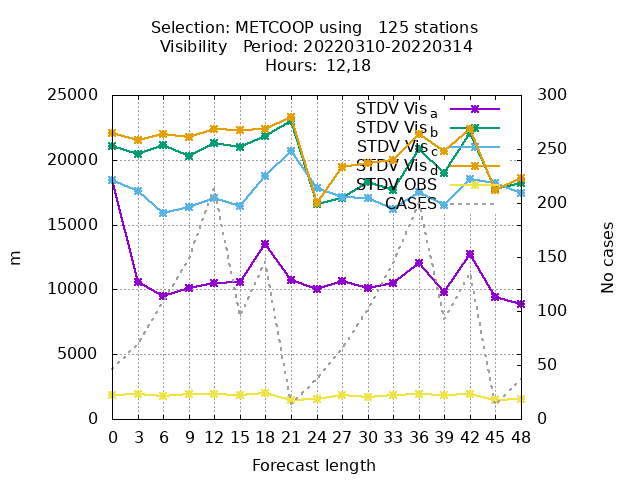 Selection: METCOOP using   125 stations
Visibility   Period: 20220310-20220314
Hours: 12,18
25000
20000
15000
10000
5000
0
m
300
250
200
150
100
50
0
No cases
STDV Vis a
STDV Vis b
STDV Vis c
STDV Vis d
STDV OBS
CASES
0 3 6 9 12 15 18 21 24 27 30 33 36 39 42 45 48
Forecast length